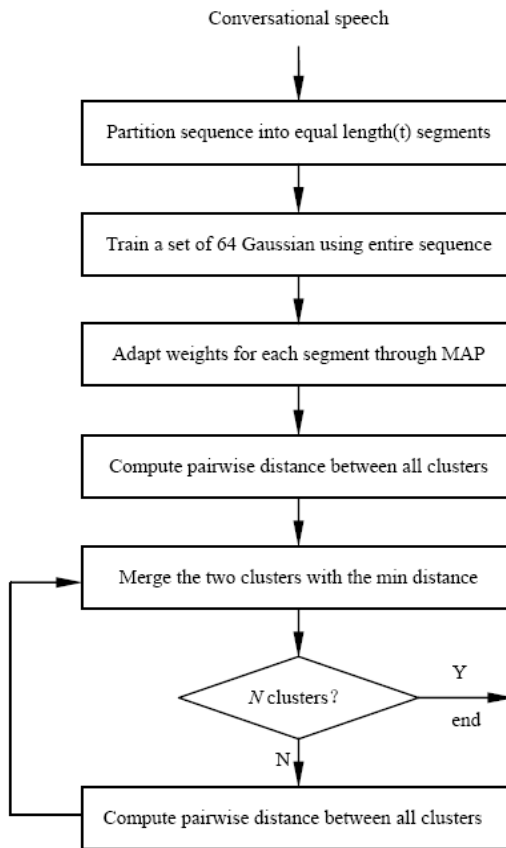 Conversational speech
Partition sequence into equal length(t) segments
Train a set of 64 Gaussian using entire sequence
Adapt weights for each segment through MAP
Compute pairwise distance between all clusters
Merge the two clusters with the min distance
N clusters?
Y
end
N
Compute pairwise distance between all clusters